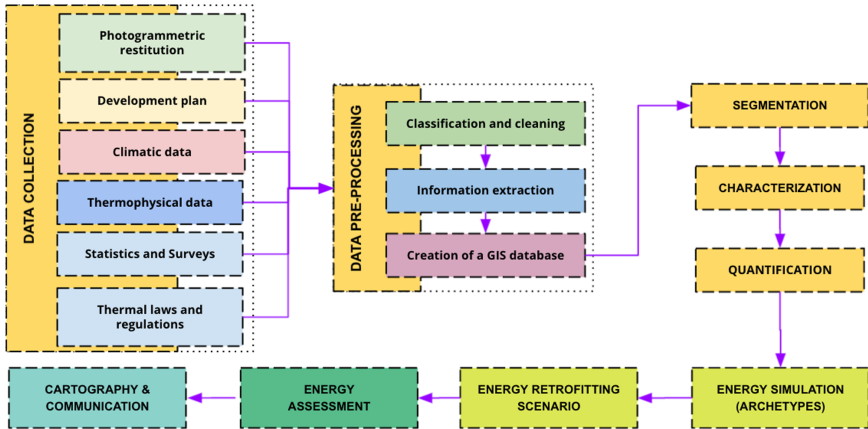 DATA COLLECTION
Photogrammetric
restitution
Development plan
Climatic data
Thermophysical data
Statistics and Surveys
Thermal laws and
regulations
DATA PRE-PROCESSING
Classification and cleaning
Information extraction
Creation of a GIS database
SEGMENTATION
CHARACTERIZATION
QUANTIFICATION
ENERGY SIMULATION
(ARCHETYPES)
ENERGY RETROFITTING
SCENARIO
ENERGY
ASSESSMENT
CARTOGRAPHY &
COMMUNICATION